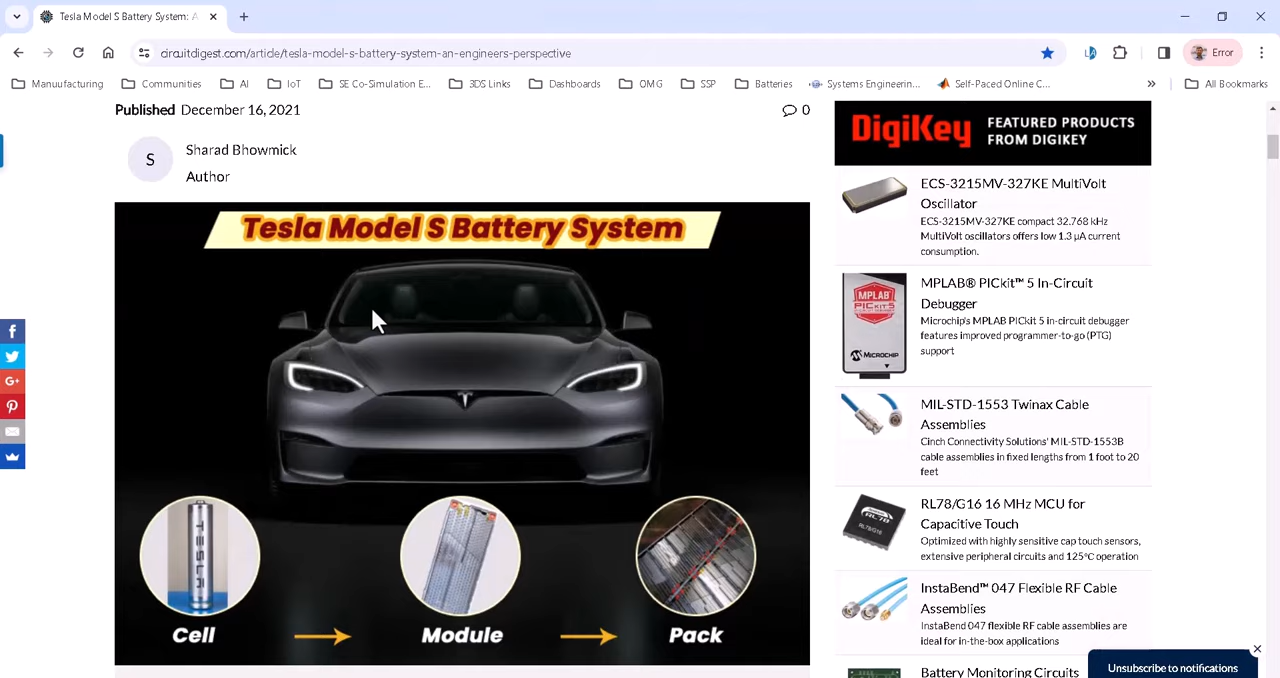 Tesla Model S Battery System: A
circuitdigest.com/article/tesla-model-s-battery-system-an-engineers-perspective
Error
Manuufacturing
Communities
AI
IoT
SE Co-Simulation E...
3DS Links
Dashboards
OMG
SSP
Batteries
Systems Engineerin...
Self-Paced Online C...
All Bookmarks
Published December 16, 2021
0
S
Sharad Bhowmick
Author
Tesla Model S Battery System
Cell
Module
Pack
DigiKey
FEATURED PRODUCTS
FROM DIGIKEY
ECS-3215MV-327KE MultiVolt
Oscillator
ECS-3215MV-327KE compact 32.768 kHz
MultiVolt oscillators offers low 1.3 µA current
consumption.
MPLAB
PICkit 5
MICROCHIP
MPLAB® PICkit™ 5 In-Circuit
Debugger
Microchip's MPLAB PICkit 5 in-circuit debugger
features improved programmer-to-go (PTG)
support
MIL-STD-1553 Twinax Cable
Assemblies
Cinch Connectivity Solutions' MIL-STD-1553B
cable assemblies in fixed lengths from 1 foot to 20
feet
RL78
RL78/G16
RL78/G16 16 MHz MCU for
Capacitive Touch
Optimized with highly sensitive cap touch sensors,
extensive peripheral circuits and 125°C operation
InstaBend™ 047 Flexible RF Cable
Assemblies
InstaBend 047 flexible RF cable assemblies are
ideal for in-the-box applications
Battery Monitoring Circuits
Unsubscribe to notifications